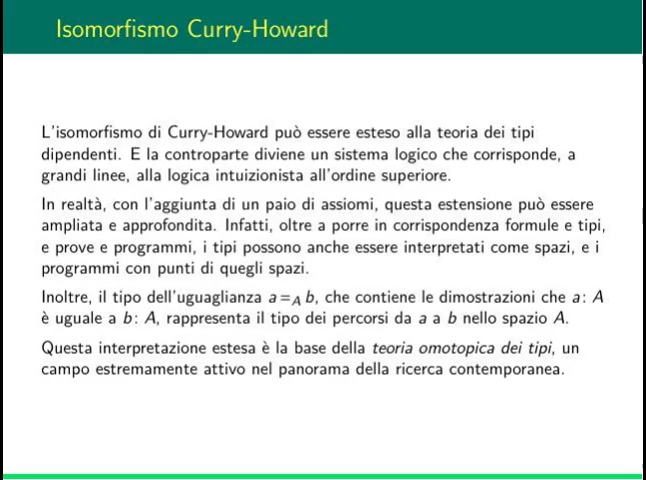 Isomorfismo Curry-Howard
L'isomorfismo di Curry-Howard può essere esteso alla teoria dei tipi
dipendenti. E la controparte diviene un sistema logico che corrisponde, a
grandi linee, alla logica intuizionista all'ordine superiore.
In realtà, con l'aggiunta di un paio di assiomi, questa estensione può essere
ampliata e approfondita. Infatti, oltre a porre in corrispondenza formule e tipi,
e prove e programmi, i tipi possono anche essere interpretati come spazi, e i
programmi con punti di quegli spazi.
Inoltre, il tipo dell'uguaglianza a =_A b, che contiene le dimostrazioni che a: A
è uguale a b: A, rappresenta il tipo dei percorsi da a a b nello spazio A.
Questa interpretazione estesa è la base della teoria omotopica dei tipi, un
campo estremamente attivo nel panorama della ricerca contemporanea.